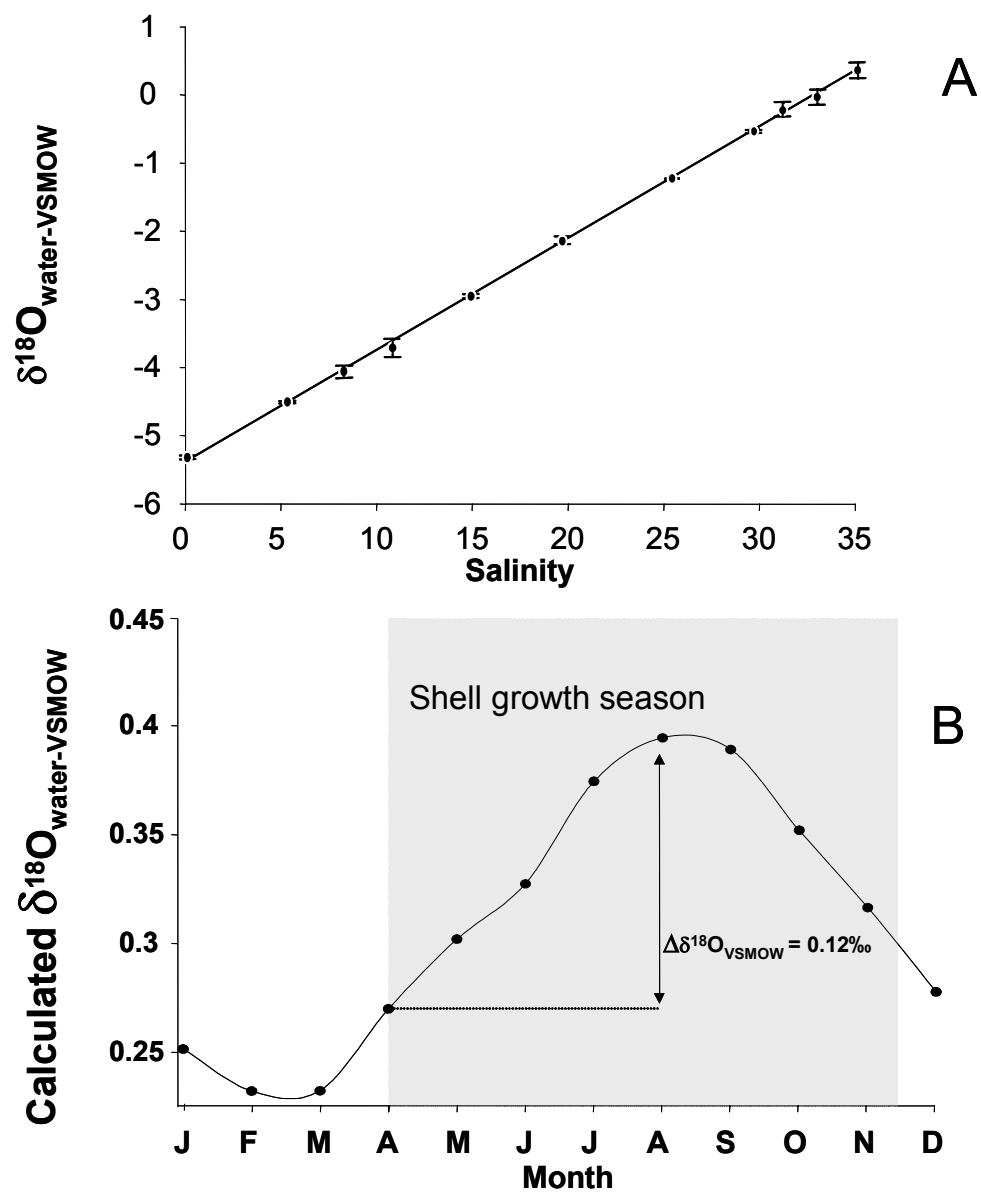 A
δ¹⁸Owater-VSMOW
1
0
-1
-2
-3
-4
-5
-6
0 5 10 15 20 25 30 35
Salinity
B
Calculated δ¹⁸Owater-VSMOW
0.45
0.4
0.35
0.3
0.25
Shell growth season
Δδ¹⁸OVSMOW = 0.12‰
J F M A M J J A S O N D
Month